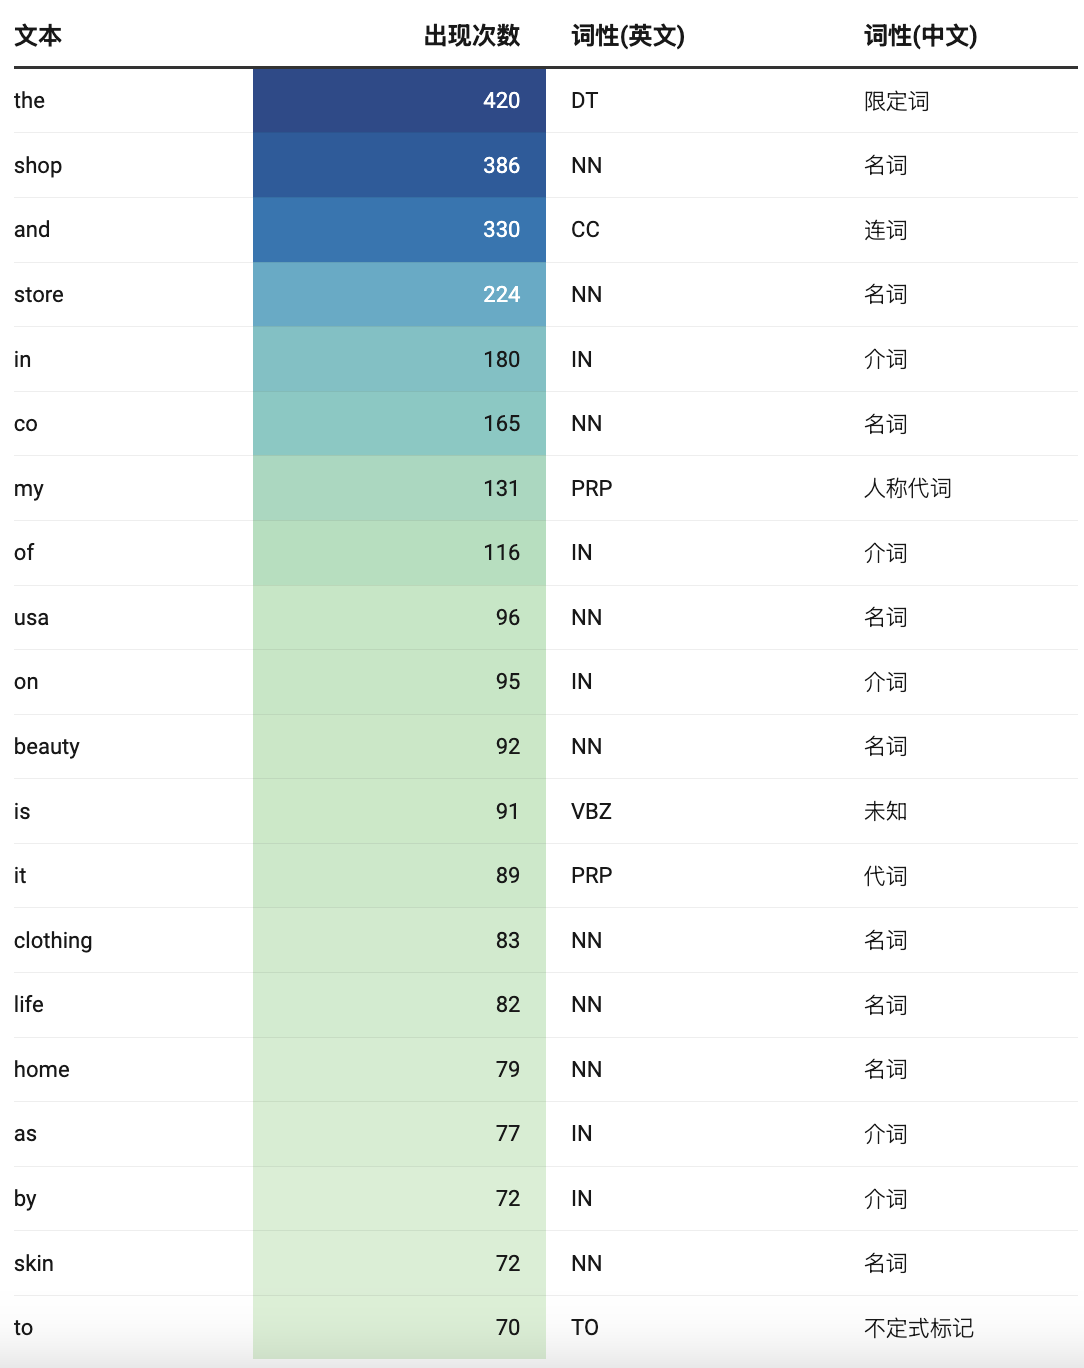 文本 出现次数 词性(英文) 词性(中文)
the 420 DT 限定词
shop 386 NN 名词
and 330 CC 连词
store 224 NN 名词
in 180 IN 介词
co 165 NN 名词
my 131 PRP 人称代词
of 116 IN 介词
usa 96 NN 名词
on 95 IN 介词
beauty 92 NN 名词
is 91 VBZ 未知
it 89 PRP 代词
clothing 83 NN 名词
life 82 NN 名词
home 79 NN 名词
as 77 IN 介词
by 72 IN 介词
skin 72 NN 名词
to 70 TO 不定式标记